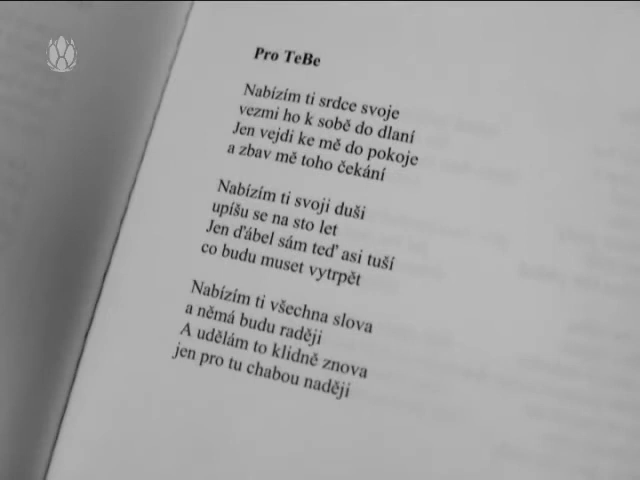 Pro TeBe
Nabízím ti srdce svoje
vezmi ho k sobě do dlaní
Jen vejdi ke mě do pokoje
a zbav mě toho čekání
Nabízím ti svoji duši
upíšu se na sto let
Jen ďábel sám teď asi tuší
co budu muset vytrpět
Nabízím ti všechna slova
a němá budu raději
A udělám to klidně znova
jen pro tu chabou naději